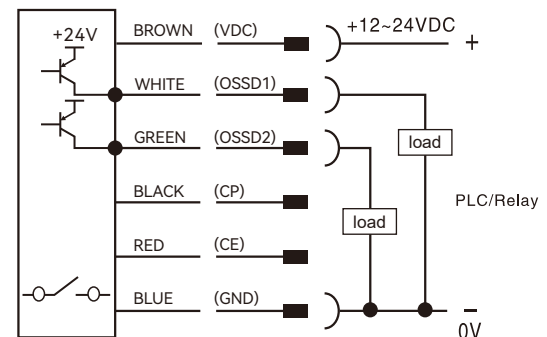 +24V
BROWN (VDC) +12~24VDC +
WHITE (OSSD1)
GREEN (OSSD2) load
BLACK (CP) PLC/Relay
load
RED (CE)
BLUE (GND) −
0V